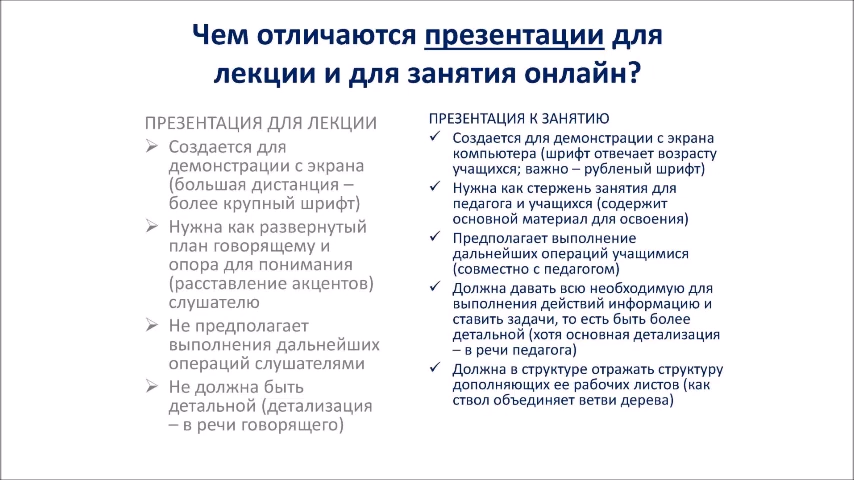 Чем отличаются презентации для
лекции и для занятия онлайн?
ПРЕЗЕНТАЦИЯ ДЛЯ ЛЕКЦИИ
Создается для
демонстрации с экрана
(большая дистанция –
более крупный шрифт)
Нужна как развернутый
план говорящему и
опора для понимания
(расставление акцентов)
слушателю
Не предполагает
выполнения дальнейших
операций слушателями
Не должна быть
детальной (детализация
– в речи говорящего)
ПРЕЗЕНТАЦИЯ К ЗАНЯТИЮ
Создается для демонстрации с экрана
компьютера (шрифт отвечает возрасту
учащихся; важно – рубленый шрифт)
Нужна как стержень занятия для
педагога и учащихся (содержит
основной материал для освоения)
Предполагает выполнение
дальнейших операций учащимися
(совместно с педагогом)
Должна давать всю необходимую для
выполнения действий информацию и
ставить задачи, то есть быть более
детальной (хотя основная детализация
– в речи педагога)
Должна в структуре отражать структуру
дополняющих ее рабочих листов (как
ствол объединяет ветви дерева)